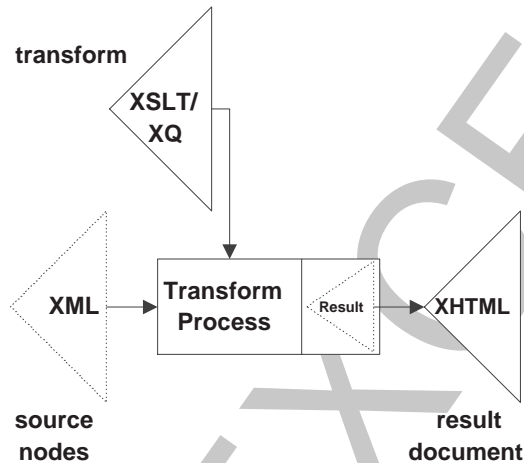 transform
XSLT/
XQ
XML
Transform
Process
Result
XHTML
source
nodes
result
document